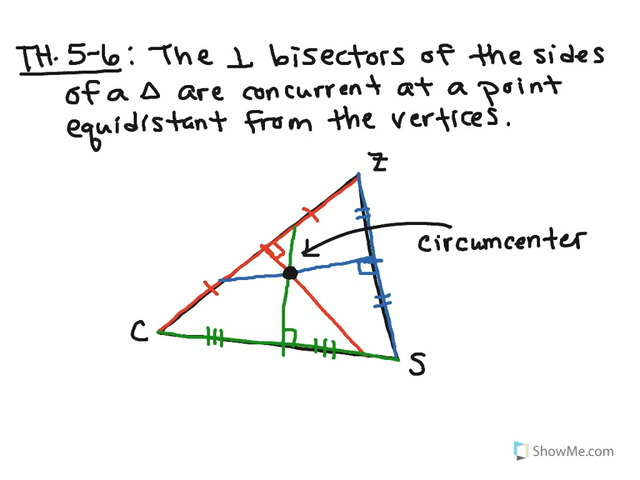 TH. 5-6: The ⊥ bisectors of the sides
of a Δ are concurrent at a point
equidistant from the vertices.
Z
circumcenter
C
S
ShowMe.com